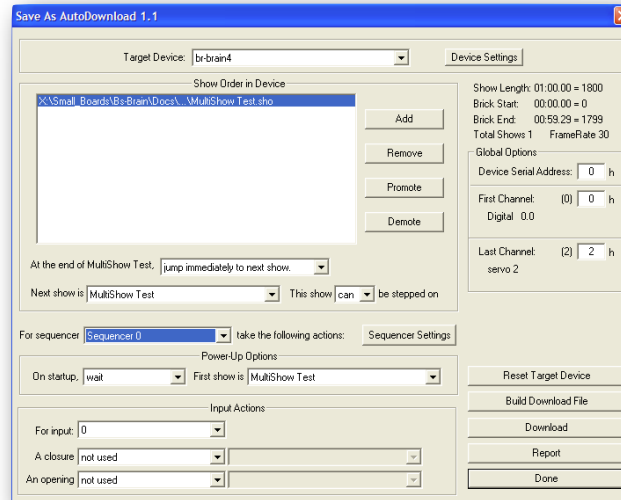 Save As AutoDownload 1.1
Target Device: br-brain4
Device Settings
Show Order in Device
X:\Small_Boards\Bs-Brain\Docs\...\MultiShow Test.sho
Add
Remove
Promote
Demote
At the end of MultiShow Test, jump immediately to next show.
Next show is MultiShow Test This show can be stepped on
Show Length: 01:00.00 = 1800
Brick Start: 00:00.00 = 0
Brick End: 00:59.29 = 1799
Total Shows 1 FrameRate 30
Global Options
Device Serial Address: 0 h
First Channel: (0) 0 h
Digital 0.0
Last Channel: (2) 2 h
servo 2
For sequencer Sequencer 0 take the following actions: Sequencer Settings
Power-Up Options
On startup, wait First show is MultiShow Test
Input Actions
For input: 0
A closure not used
An opening not used
Reset Target Device
Build Download File
Download
Report
Done